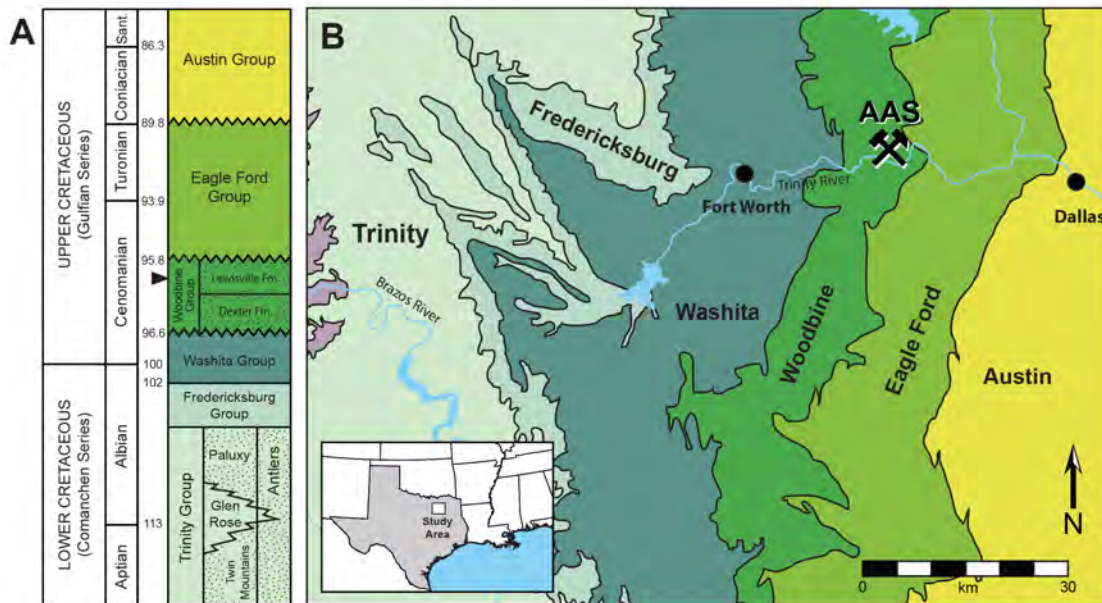 A
UPPER CRETACEOUS
(Gulfian Series)
LOWER CRETACEOUS
(Comanchen Series)
Sant.
Coniacian
Turonian
Cenomanian
Albian
Aptian
86.3
89.8
93.9
95.8
96.6
100
102
113
Austin Group
Eagle Ford
Group
Woodbine
Group
Lewisville Fm.
Dexter Fm.
Washita Group
Fredericksburg
Group
Trinity Group
Paluxy
Glen
Rose
Twin
Mountains
Antlers
B
Fredericksburg
AAS
Trinity River
Fort Worth
Dallas
Trinity
Brazos River
Washita
Woodbine
Eagle Ford
Austin
Study
Area
N
0
30
km